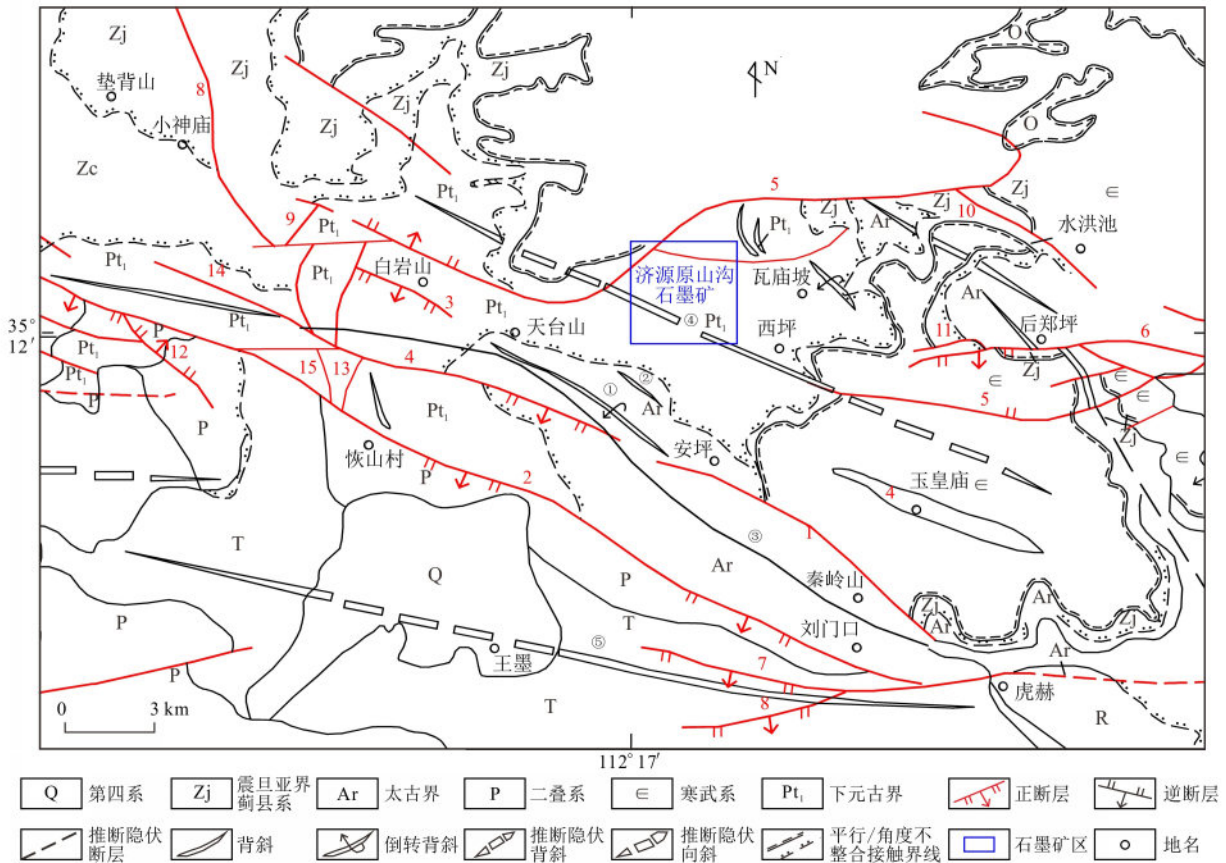 Zj
垫背山
小神庙
Zc
8
Zj
Zj
Zj
Pt₁
9
Pt₁
N
O
O
5
Pt₁
Zj
Ar
Zj
10
Zj
∈
水洪池
Pt₁
14
Pt₁
白岩山
3
Pt₁
济源原山沟
石墨矿
④
Pt₁
瓦庙坡
西坪
Ar
后郑坪
11
6
Zj
35°
12′
Pt₁
P
Pt₁
12
Pt₁
P
P
15
13
4
天台山
①
②
Ar
Ar
∈
5
∈
∈
Zj
∈
恢山村
Pt₁
P
2
安坪
玉皇庙
∈
4
1
③
T
Q
P
Ar
秦岭山
Zj
Ar
Ar
Zj
Ar
P
T
⑤
刘门口
王墨
7
8
虎赫
P
T
R
0
3 km
112° 17′
Q
第四系
Zj
震旦亚界
蓟县系
Ar
太古界
P
二叠系
∈
寒武系
Pt₁
下元古界
正断层
逆断层
推断隐伏
断层
背斜
倒转背斜
推断隐伏
背斜
推断隐伏
向斜
平行/角度不
整合接触界线
石墨矿区
地名